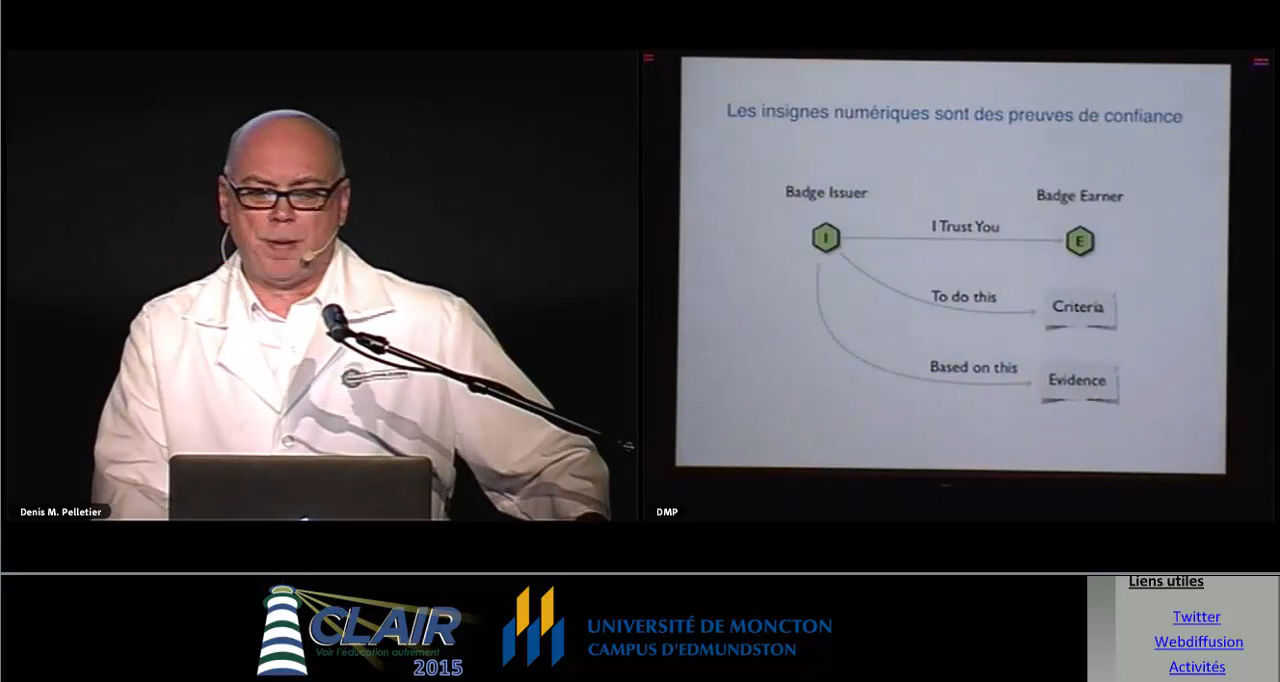 Les insignes numériques sont des preuves de confiance
Badge Issuer
Badge Earner
I
I Trust You
E
To do this
Criteria
Based on this
Evidence
Denis M. Pelletier
DMP
CLAIR
Voir l'éducation autrement
2015
UNIVERSITÉ DE MONCTON
CAMPUS D'EDMUNDSTON
Liens utiles
Twitter
Webdiffusion
Activités